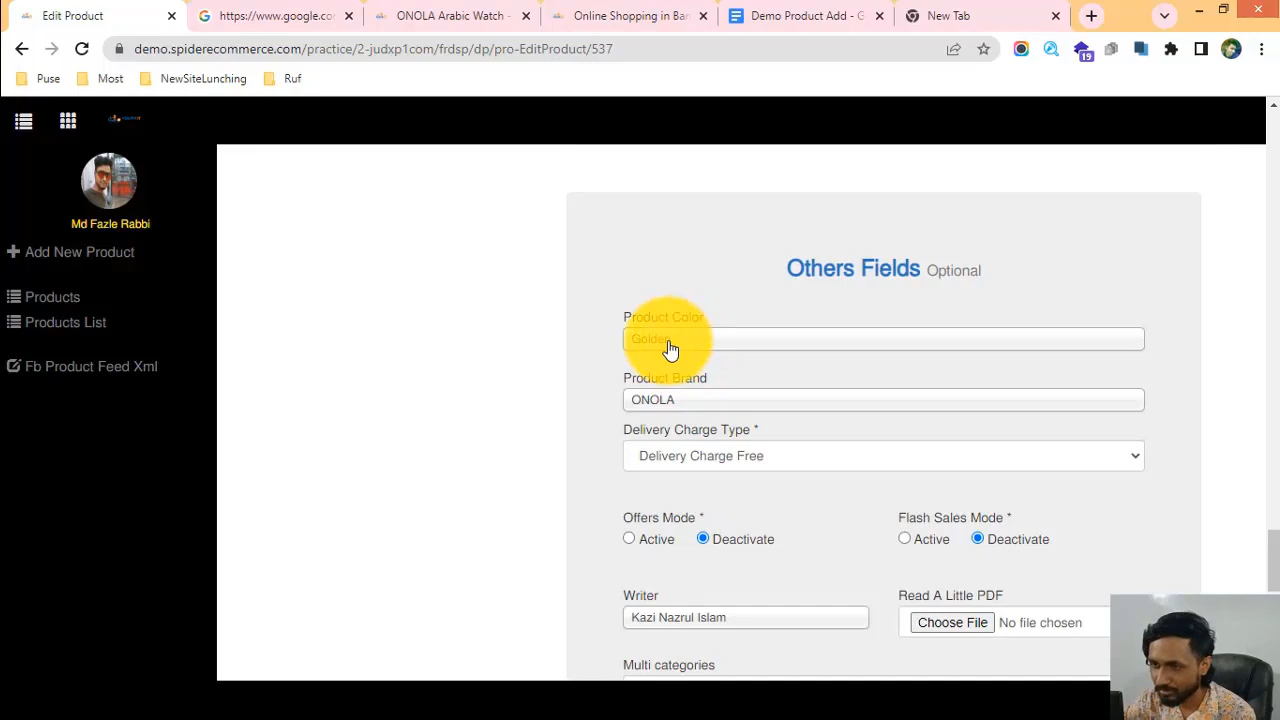 Edit Product
https://www.google.co
ONOLA Arabic Watch -
Online Shopping in Ban
Demo Product Add - G
New Tab
demo.spiderecommerce.com/practice/2-judxp1com/frdsp/dp/pro-EditProduct/537
19
Puse
Most
NewSiteLunching
Ruf
Md Fazle Rabbi
Add New Product
Products
Products List
Fb Product Feed Xml
Others Fields Optional
Product Color
Golden
Product Brand
ONOLA
Delivery Charge Type *
Delivery Charge Free
Offers Mode *
Flash Sales Mode *
Active
Deactivate
Active
Deactivate
Writer
Read A Little PDF
Kazi Nazrul Islam
Choose File
No file chosen
Multi categories